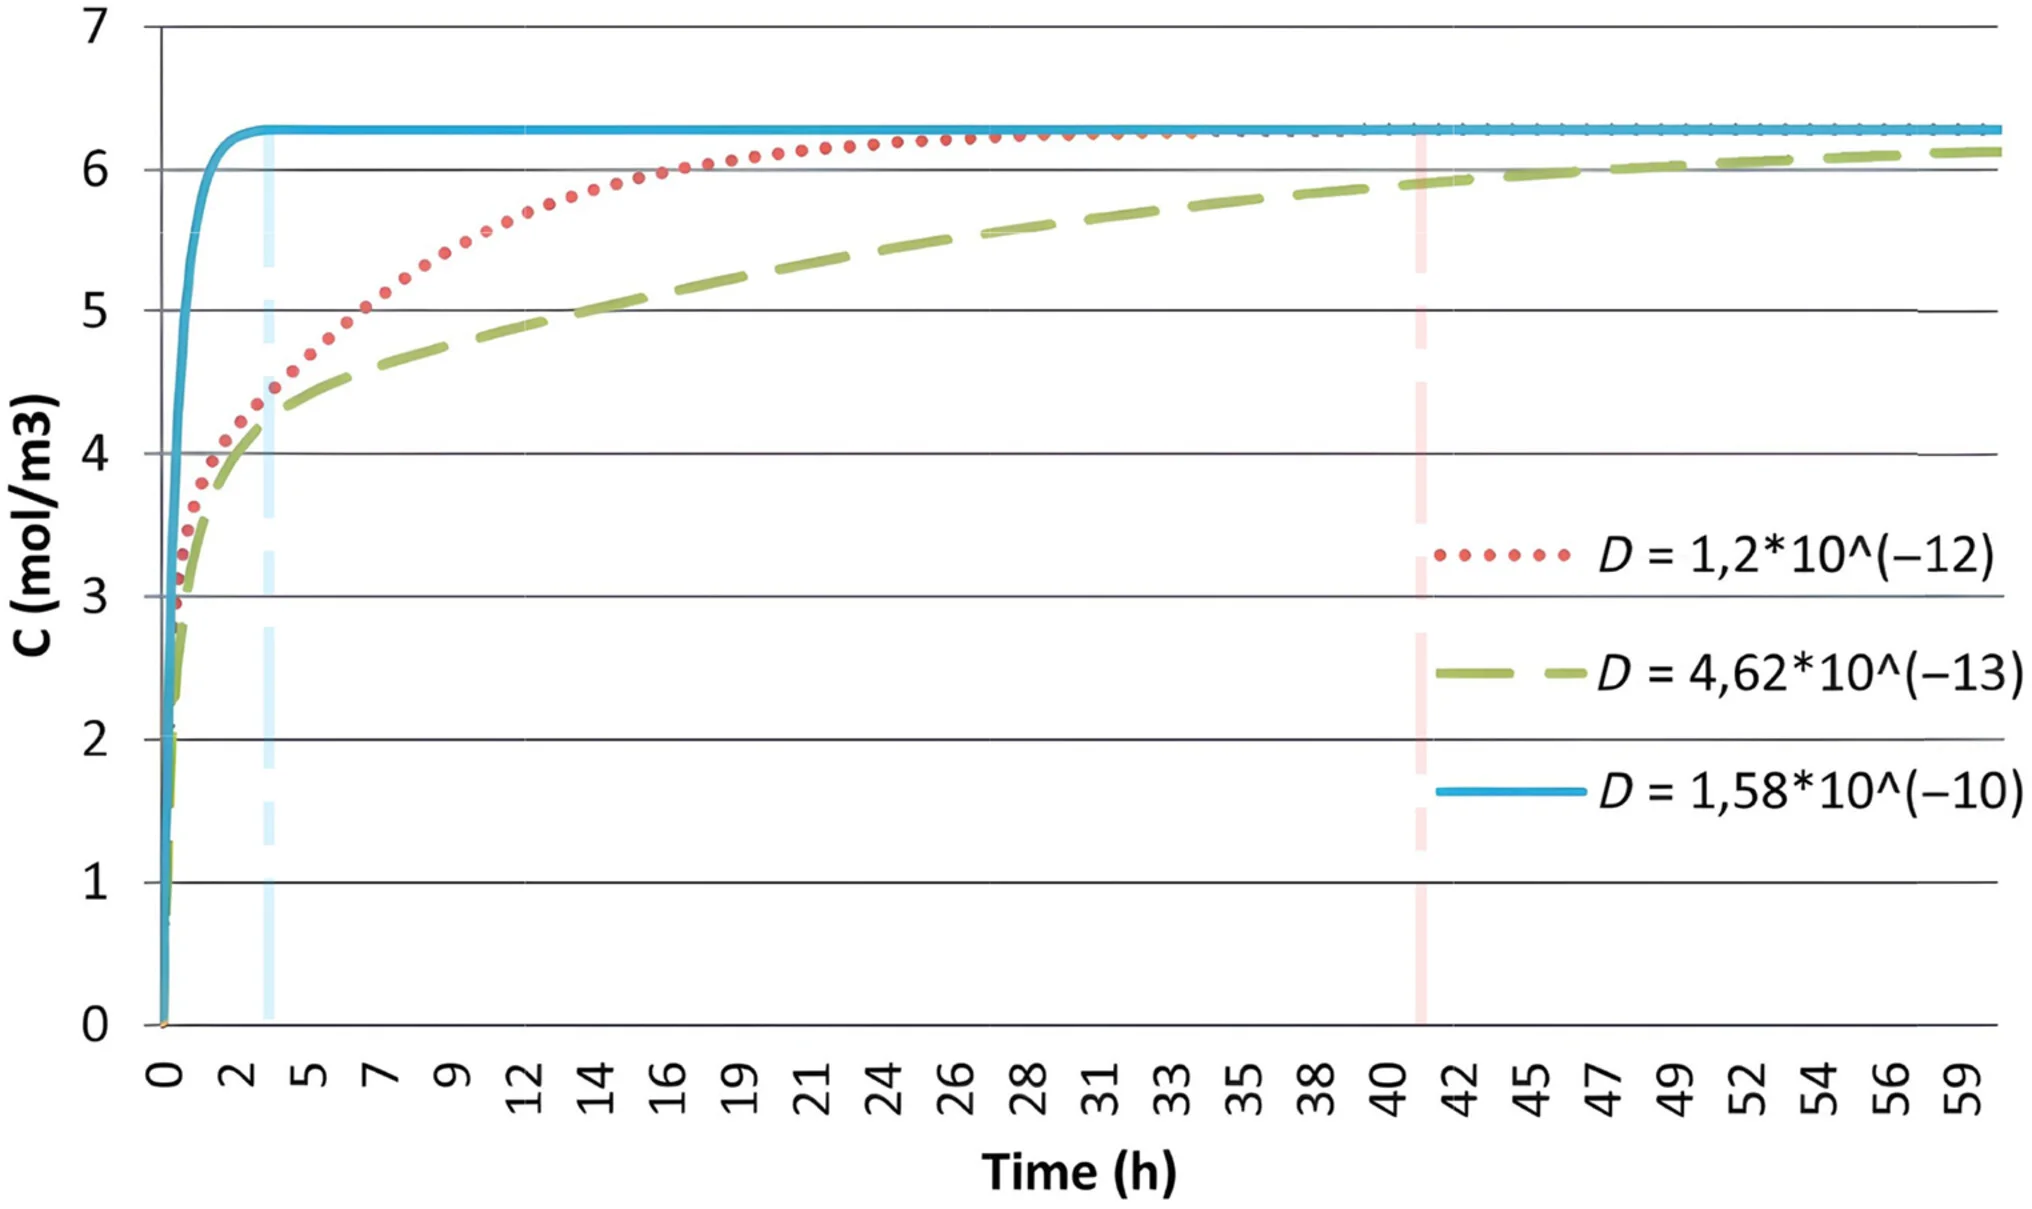 7
6
5
4
3
2
1
0
C (mol/m3)
D = 1,2*10^(–12)
D = 4,62*10^(–13)
D = 1,58*10^(–10)
0 2 5 7 9 12 14 16 19 21 24 26 28 31 33 35 38 40 42 45 47 49 52 54 56 59
Time (h)